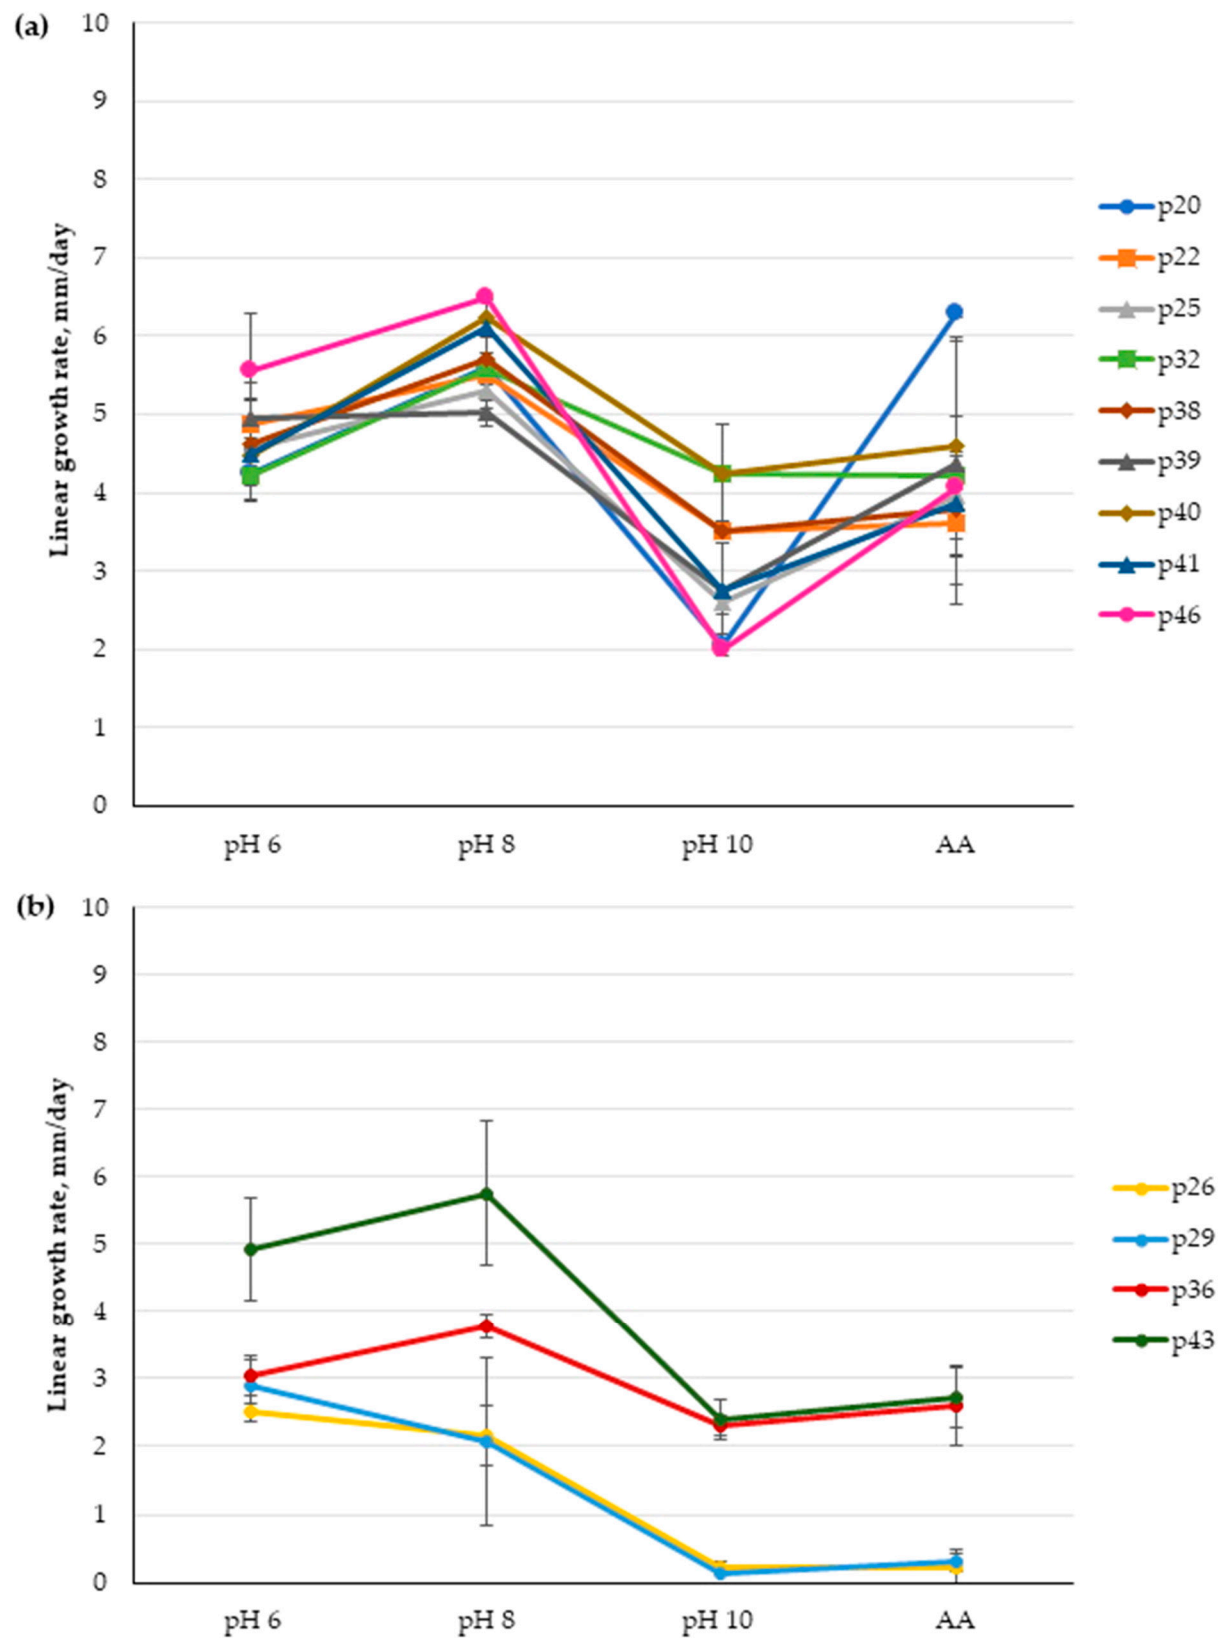 (a)
10
9
8
7
6
5
4
3
2
1
0
Linear growth rate, mm/day
pH 6 pH 8 pH 10 AA
p20
p22
p25
p32
p38
p39
p40
p41
p46
(b)
10
9
8
7
6
5
4
3
2
1
0
Linear growth rate, mm/day
pH 6 pH 8 pH 10 AA
p26
p29
p36
p43